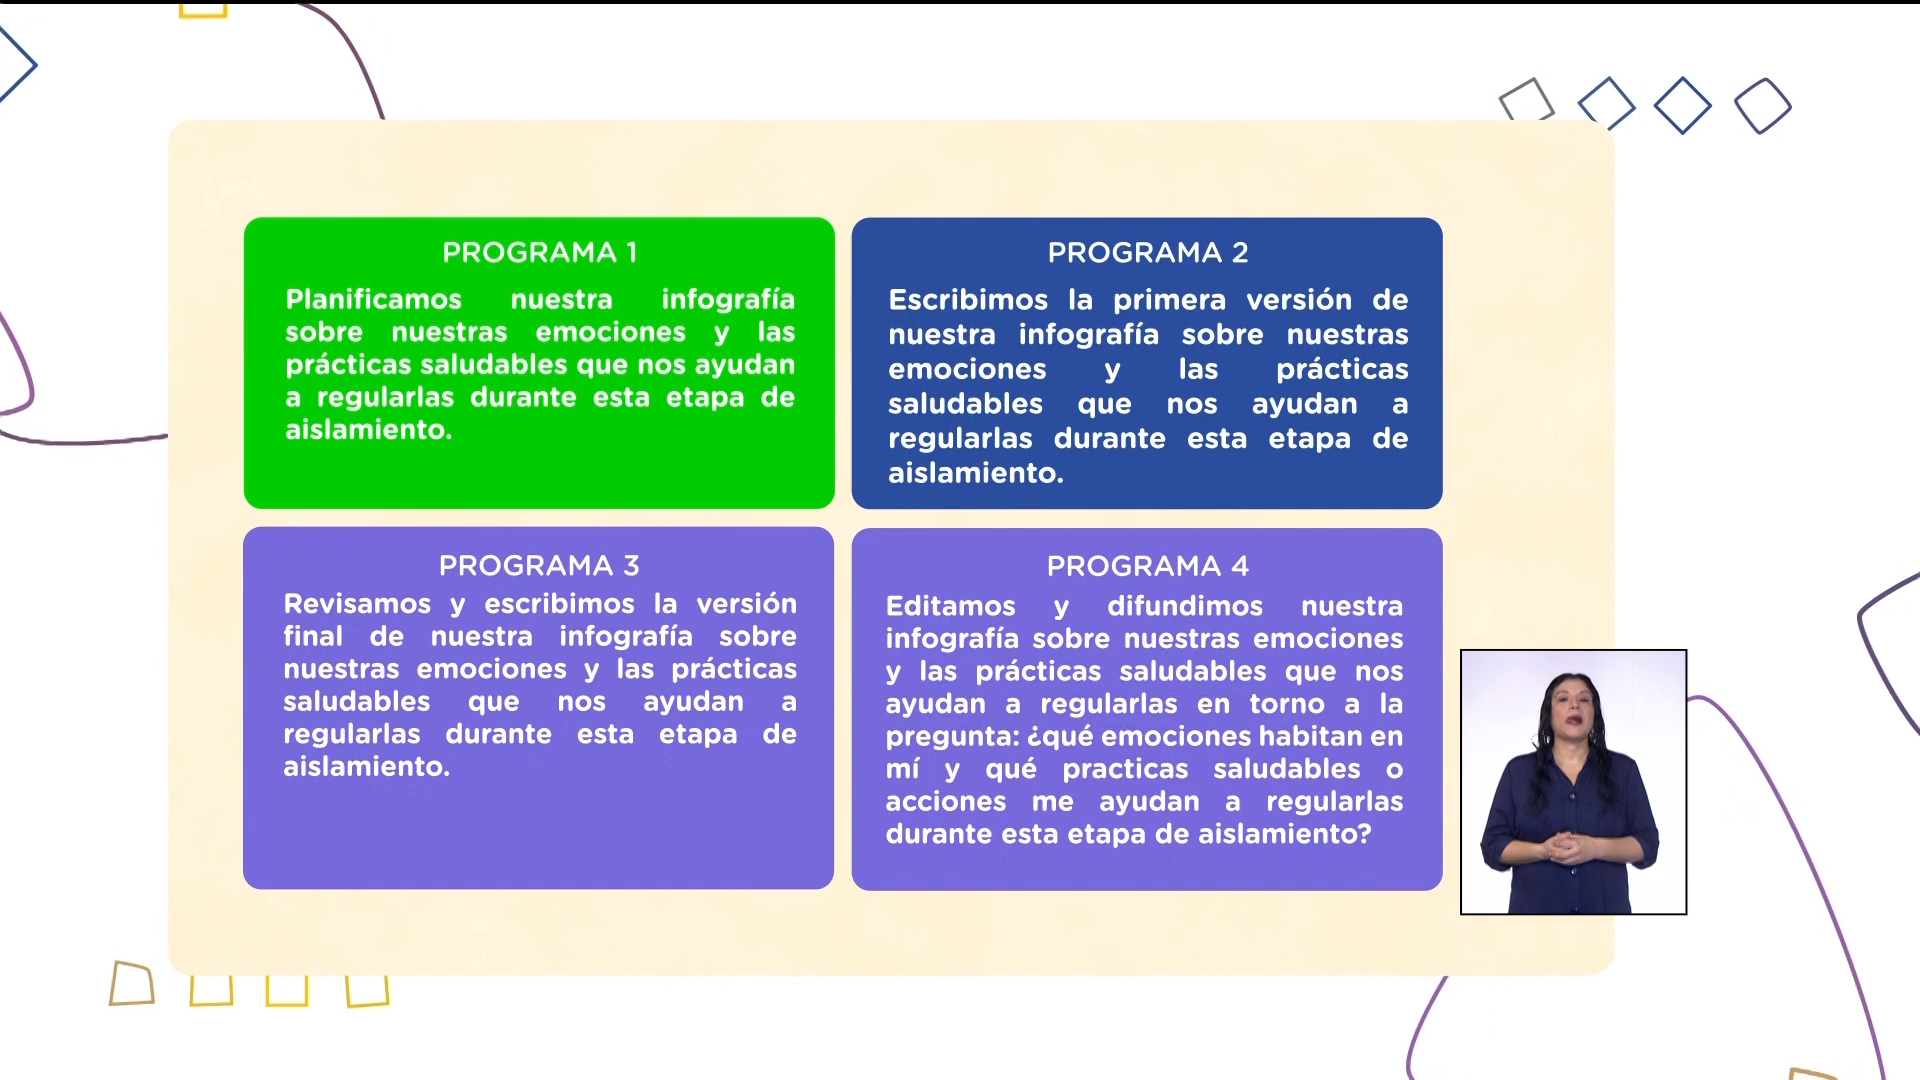 PROGRAMA 1
Planificamos nuestra infografía
sobre nuestras emociones y las
prácticas saludables que nos ayudan
a regularlas durante esta etapa de
aislamiento.
PROGRAMA 2
Escribimos la primera versión de
nuestra infografía sobre nuestras
emociones y las prácticas
saludables que nos ayudan a
regularlas durante esta etapa de
aislamiento.
PROGRAMA 3
Revisamos y escribimos la versión
final de nuestra infografía sobre
nuestras emociones y las prácticas
saludables que nos ayudan a
regularlas durante esta etapa de
aislamiento.
PROGRAMA 4
Editamos y difundimos nuestra
infografía sobre nuestras emociones
y las prácticas saludables que nos
ayudan a regularlas en torno a la
pregunta: ¿qué emociones habitan en
mí y qué practicas saludables o
acciones me ayudan a regularlas
durante esta etapa de aislamiento?